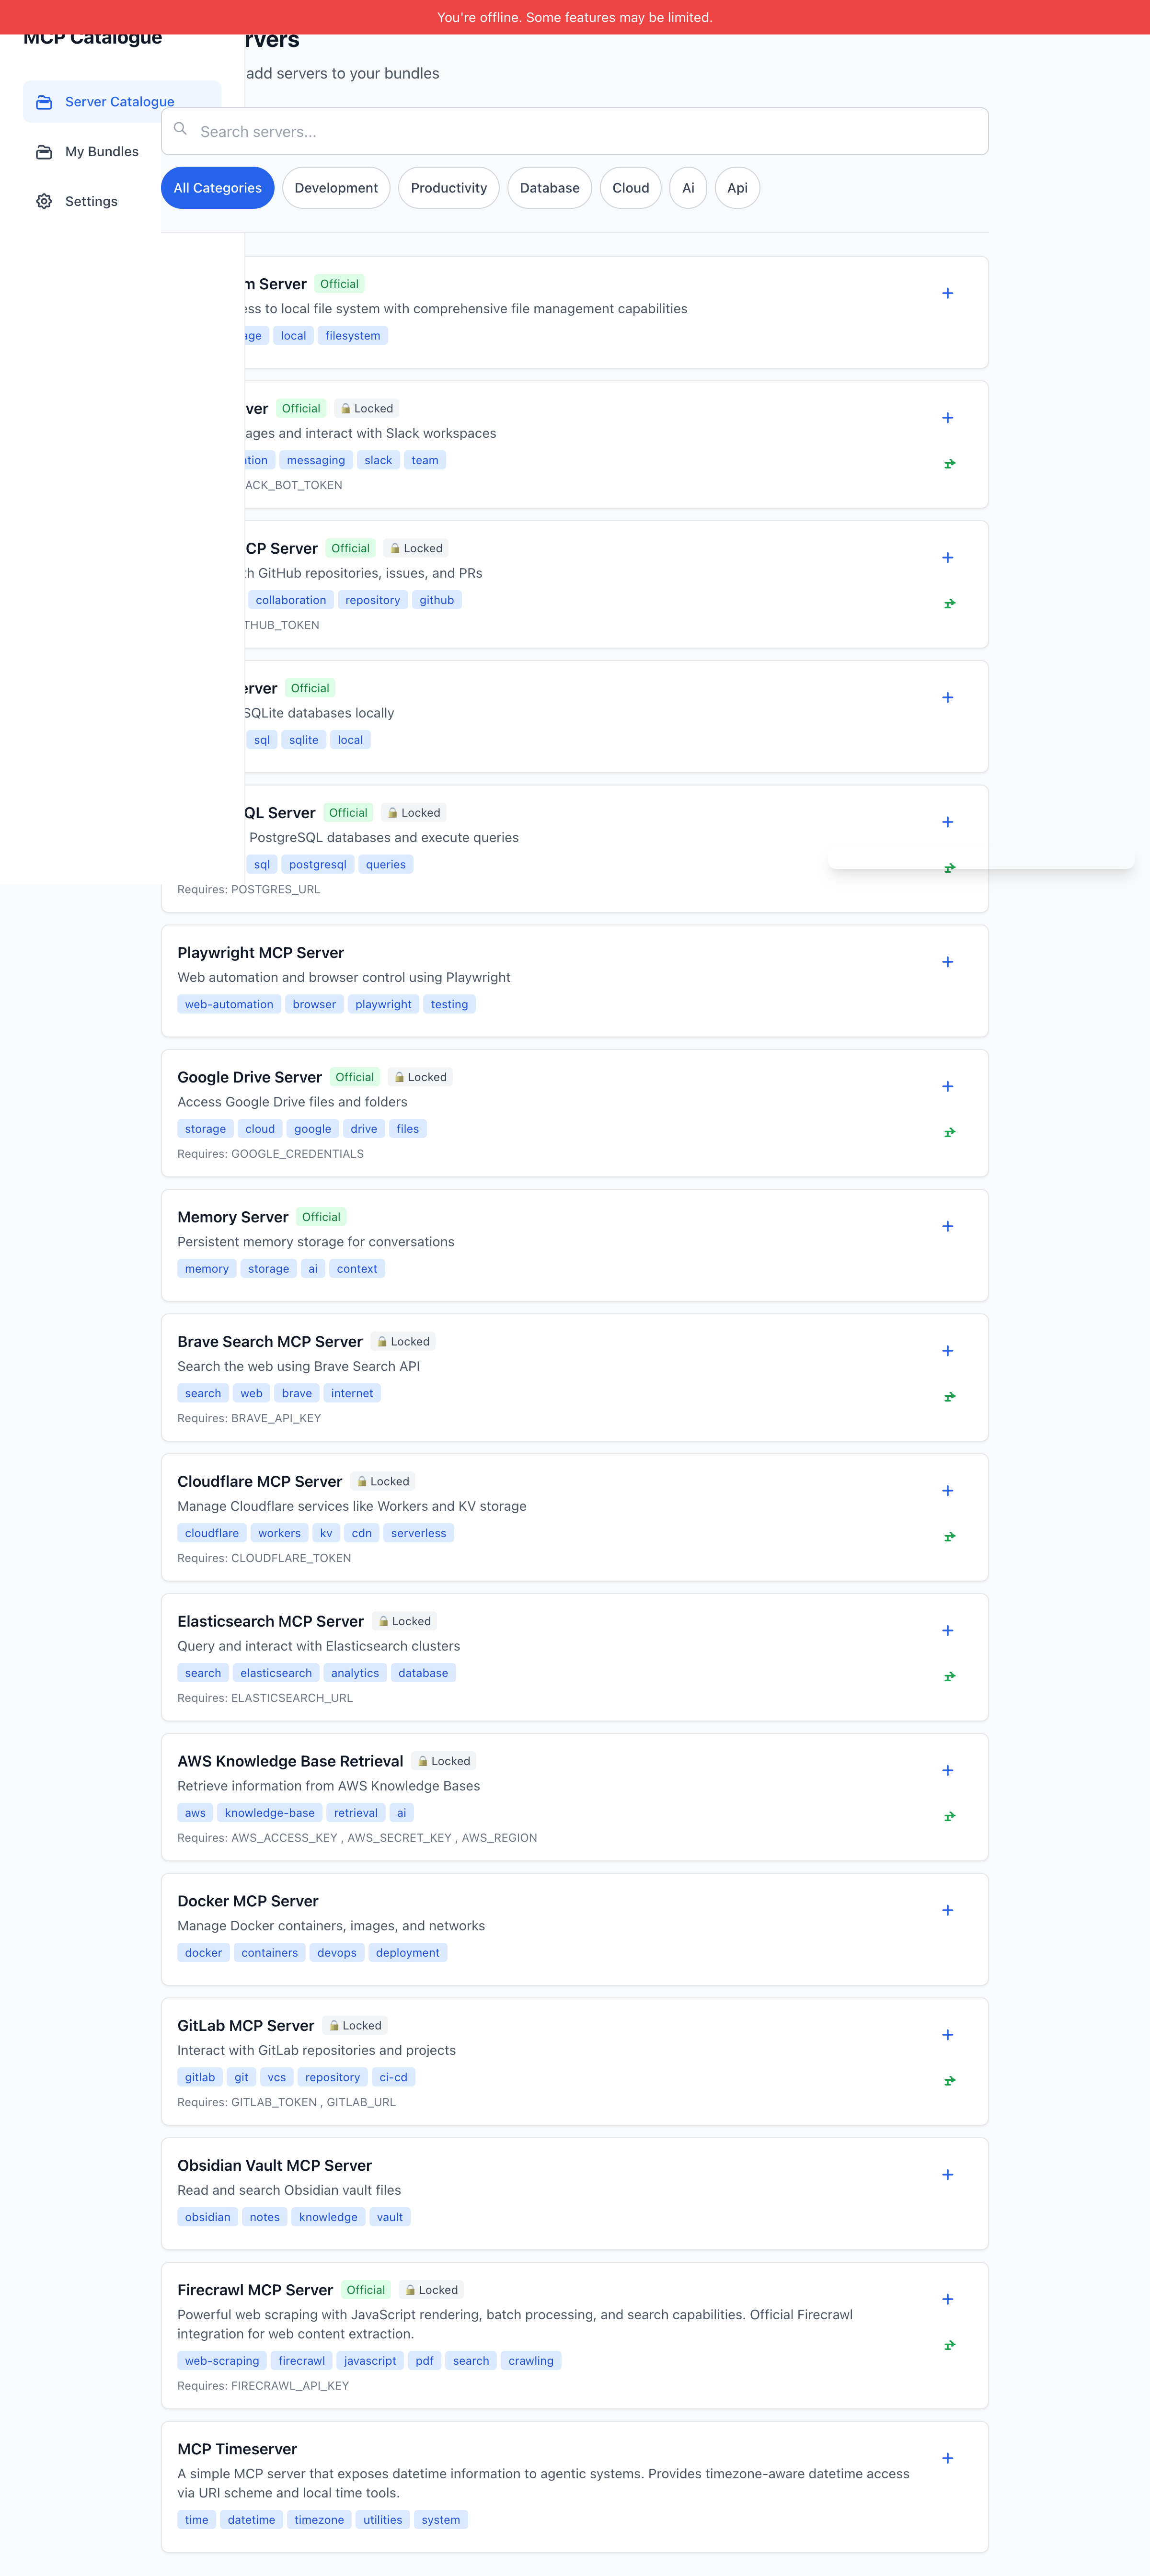 You're offline. Some features may be limited.
MCP Catalogue
Server Catalogue
My Bundles
Settings
rvers
add servers to your bundles
Search servers...
All Categories Development Productivity Database Cloud Ai Api
m Server Official
ess to local file system with comprehensive file management capabilities
age local filesystem
ver Official Locked
ages and interact with Slack workspaces
ation messaging slack team
ACK_BOT_TOKEN
CP Server Official Locked
th GitHub repositories, issues, and PRs
collaboration repository github
THUB_TOKEN
erver Official
SQLite databases locally
sql sqlite local
QL Server Official Locked
PostgreSQL databases and execute queries
sql postgresql queries
Requires: POSTGRES_URL
Playwright MCP Server
Web automation and browser control using Playwright
web-automation browser playwright testing
Google Drive Server Official Locked
Access Google Drive files and folders
storage cloud google drive files
Requires: GOOGLE_CREDENTIALS
Memory Server Official
Persistent memory storage for conversations
memory storage ai context
Brave Search MCP Server Locked
Search the web using Brave Search API
search web brave internet
Requires: BRAVE_API_KEY
Cloudflare MCP Server Locked
Manage Cloudflare services like Workers and KV storage
cloudflare workers kv cdn serverless
Requires: CLOUDFLARE_TOKEN
Elasticsearch MCP Server Locked
Query and interact with Elasticsearch clusters
search elasticsearch analytics database
Requires: ELASTICSEARCH_URL
AWS Knowledge Base Retrieval Locked
Retrieve information from AWS Knowledge Bases
aws knowledge-base retrieval ai
Requires: AWS_ACCESS_KEY , AWS_SECRET_KEY , AWS_REGION
Docker MCP Server
Manage Docker containers, images, and networks
docker containers devops deployment
GitLab MCP Server Locked
Interact with GitLab repositories and projects
gitlab git vcs repository ci-cd
Requires: GITLAB_TOKEN , GITLAB_URL
Obsidian Vault MCP Server
Read and search Obsidian vault files
obsidian notes knowledge vault
Firecrawl MCP Server Official Locked
Powerful web scraping with JavaScript rendering, batch processing, and search capabilities. Official Firecrawl
integration for web content extraction.
web-scraping firecrawl javascript pdf search crawling
Requires: FIRECRAWL_API_KEY
MCP Timeserver
A simple MCP server that exposes datetime information to agentic systems. Provides timezone-aware datetime access
via URI scheme and local time tools.
time datetime timezone utilities system